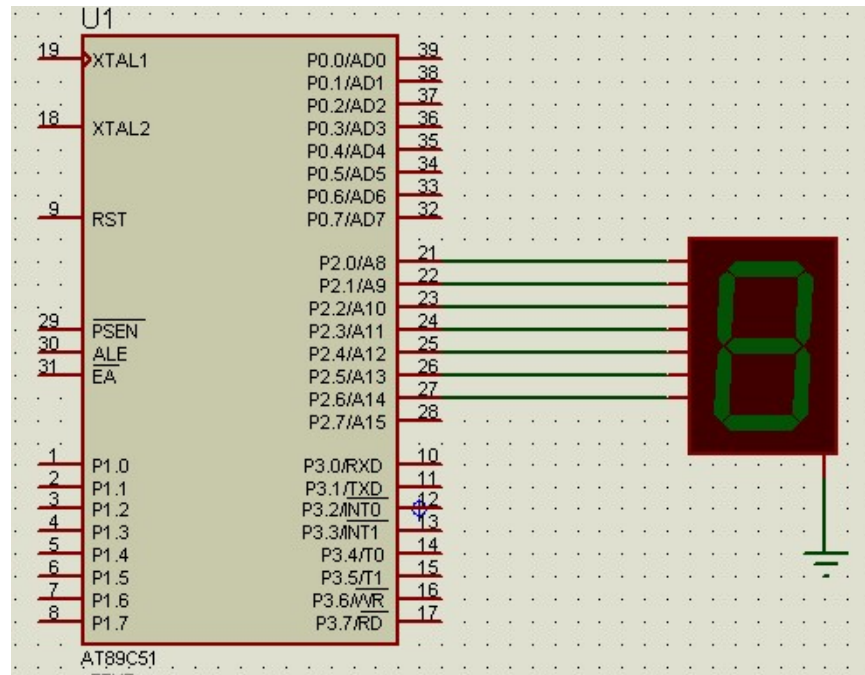 U1
19 XTAL1 P0.0/AD0 39
P0.1/AD1 38
P0.2/AD2 37
18 XTAL2 P0.3/AD3 36
P0.4/AD4 35
P0.5/AD5 34
P0.6/AD6 33
9 RST P0.7/AD7 32
P2.0/A8 21
P2.1/A9 22
P2.2/A10 23
29 PSEN P2.3/A11 24
30 ALE P2.4/A12 25
31 EA P2.5/A13 26
P2.6/A14 27
P2.7/A15 28
1 P1.0 P3.0/RXD 10
2 P1.1 P3.1/TXD 11
3 P1.2 P3.2/INT0 12
4 P1.3 P3.3/INT1 13
5 P1.4 P3.4/T0 14
6 P1.5 P3.5/T1 15
7 P1.6 P3.6/WR 16
8 P1.7 P3.7/RD 17
AT89C51